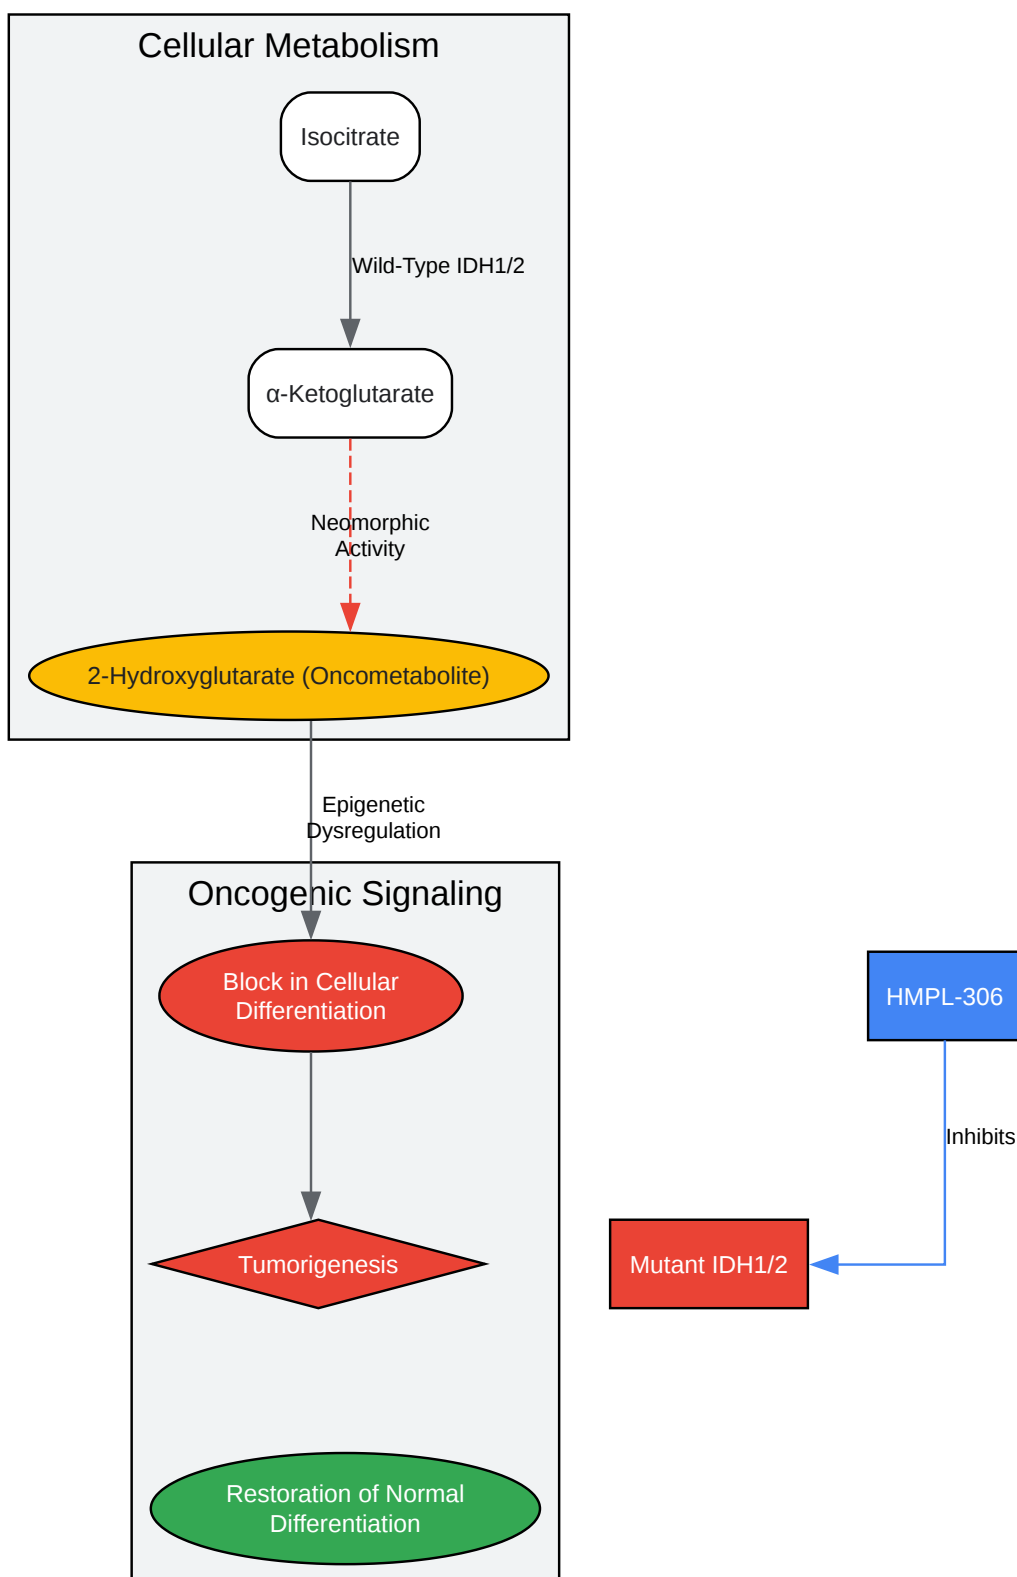 Cellular Metabolism
Isocitrate
Wild-Type IDH1/2
α-Ketoglutarate
Neomorphic
Activity
2-Hydroxyglutarate (Oncometabolite)
Epigenetic
Dysregulation
Oncogenic Signaling
Block in Cellular
Differentiation
HMPL-306
Inhibits
Tumorigenesis
Mutant IDH1/2
Restoration of Normal
Differentiation